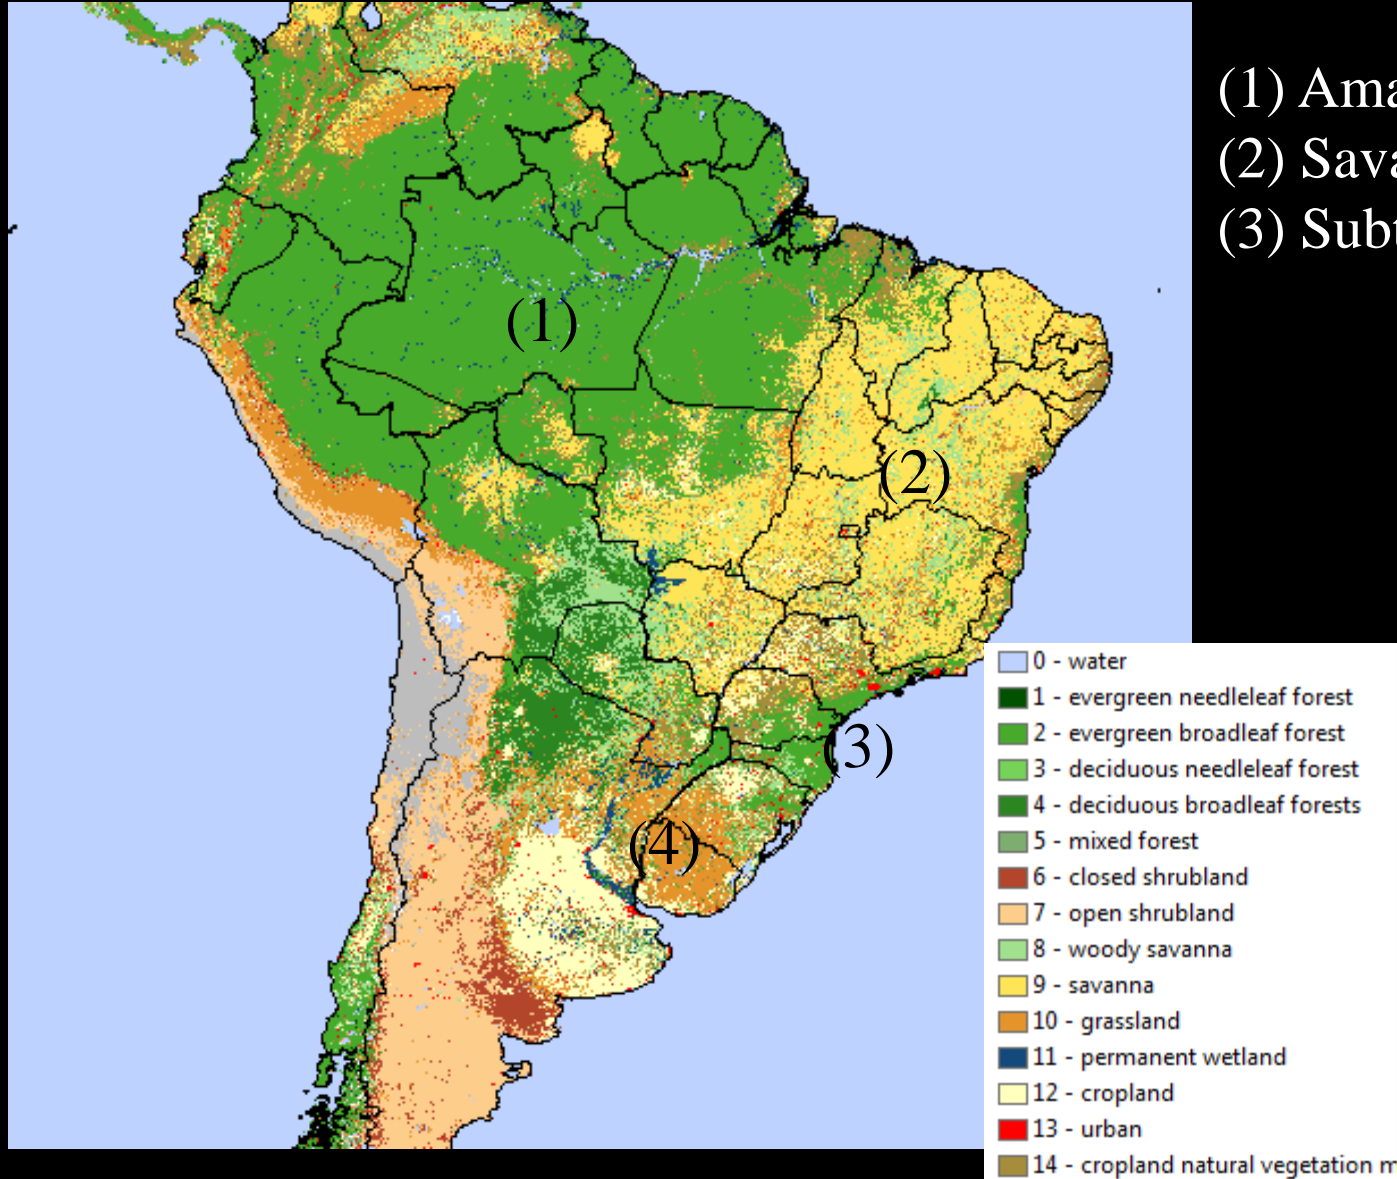 (1) Ama
(2) Sava
(3) Subt
(1)
(2)
(3)
(4)
0 - water
1 - evergreen needleleaf forest
2 - evergreen broadleaf forest
3 - deciduous needleleaf forest
4 - deciduous broadleaf forests
5 - mixed forest
6 - closed shrubland
7 - open shrubland
8 - woody savanna
9 - savanna
10 - grassland
11 - permanent wetland
12 - cropland
13 - urban
14 - cropland natural vegetation m